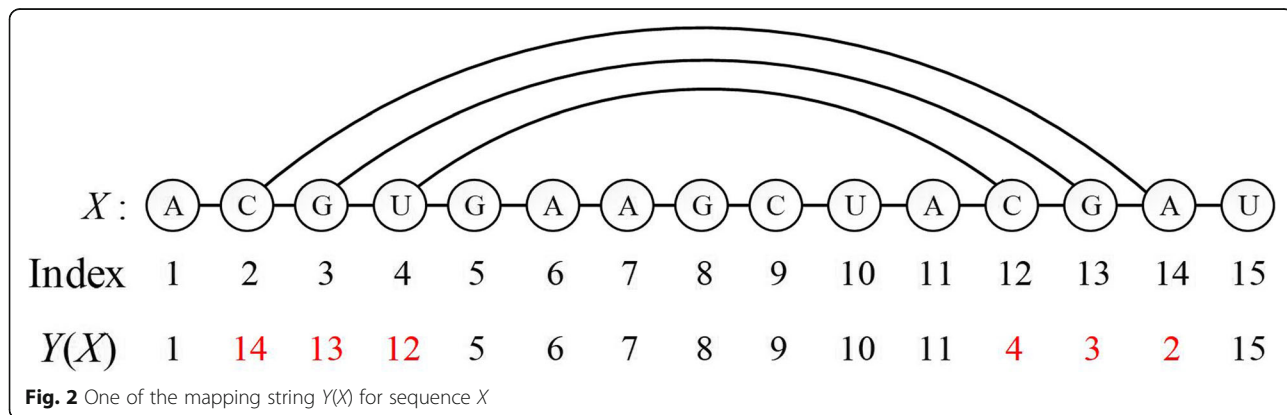 X: A C G U G A A G C U A C G A U
Index 1 2 3 4 5 6 7 8 9 10 11 12 13 14 15
Y(X) 1 14 13 12 5 6 7 8 9 10 11 4 3 2 15
Fig. 2 One of the mapping string Y(X) for sequence X